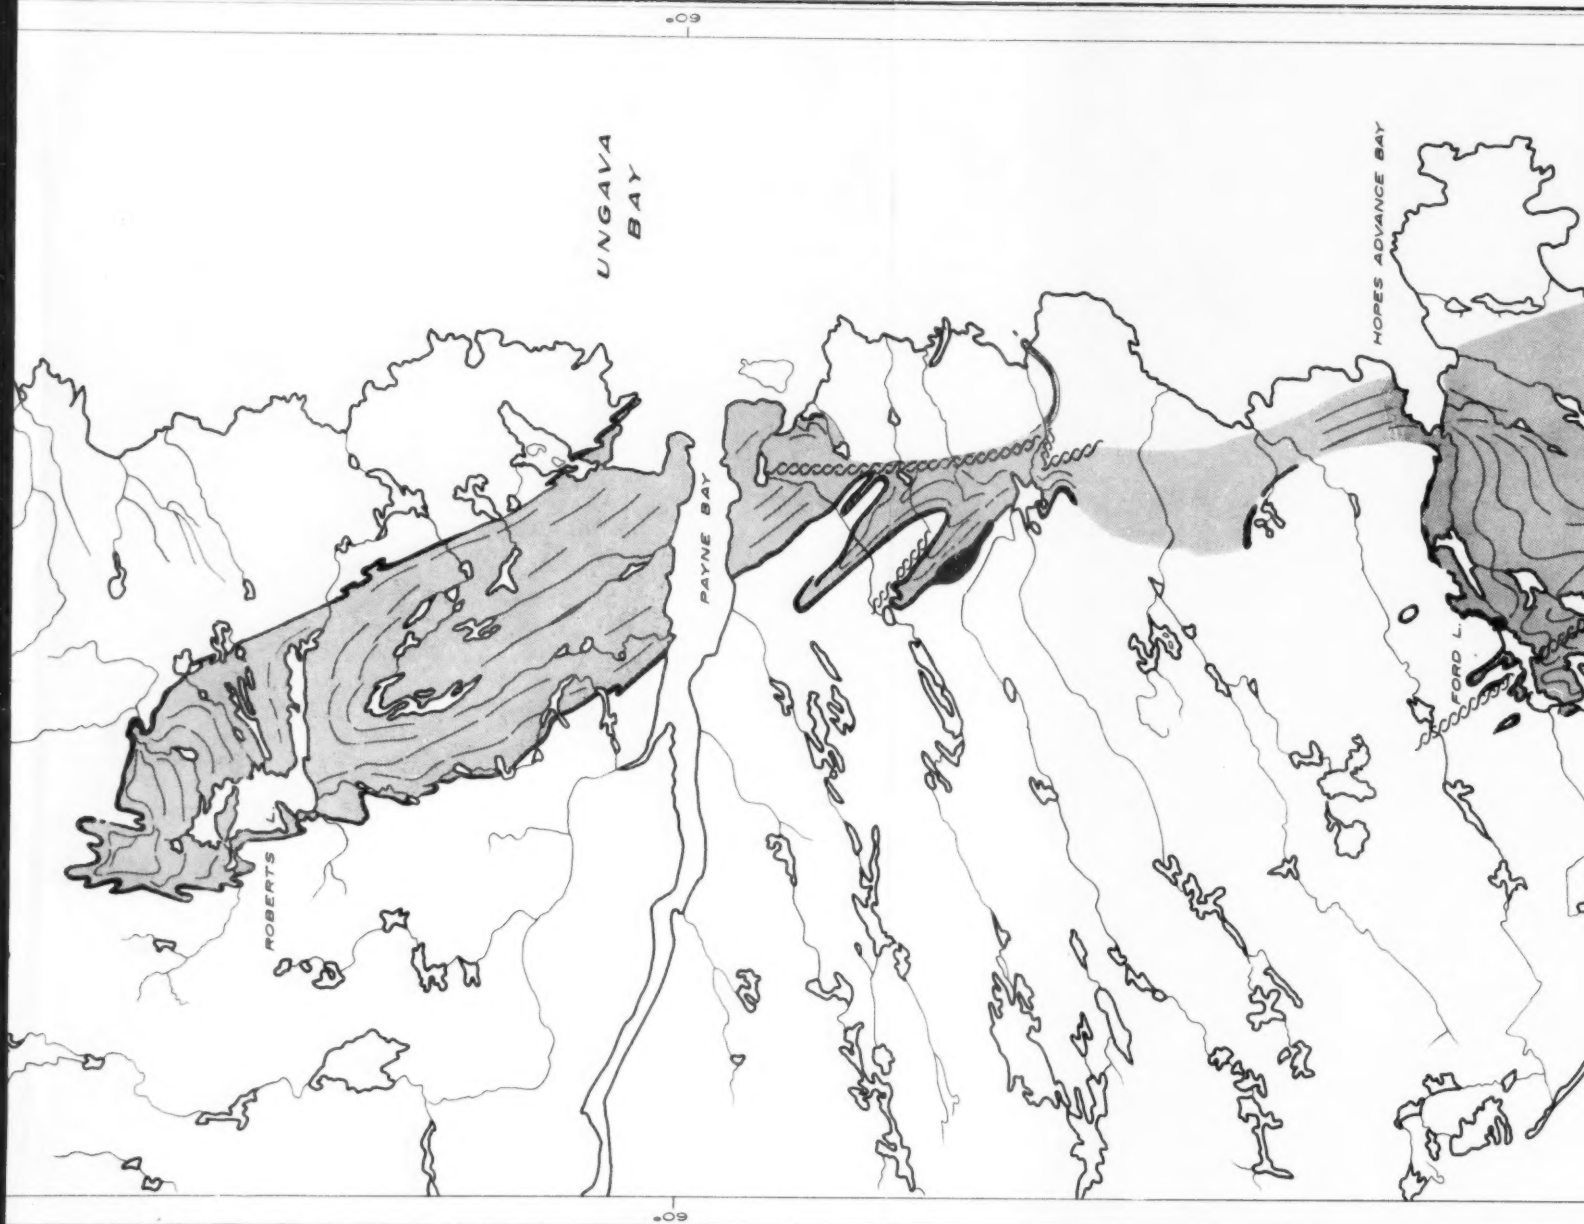 60°
UNGAVA
BAY
HOPES ADVANCE BAY
PAYNE BAY
FORD L.
ROBERTS L.
60°